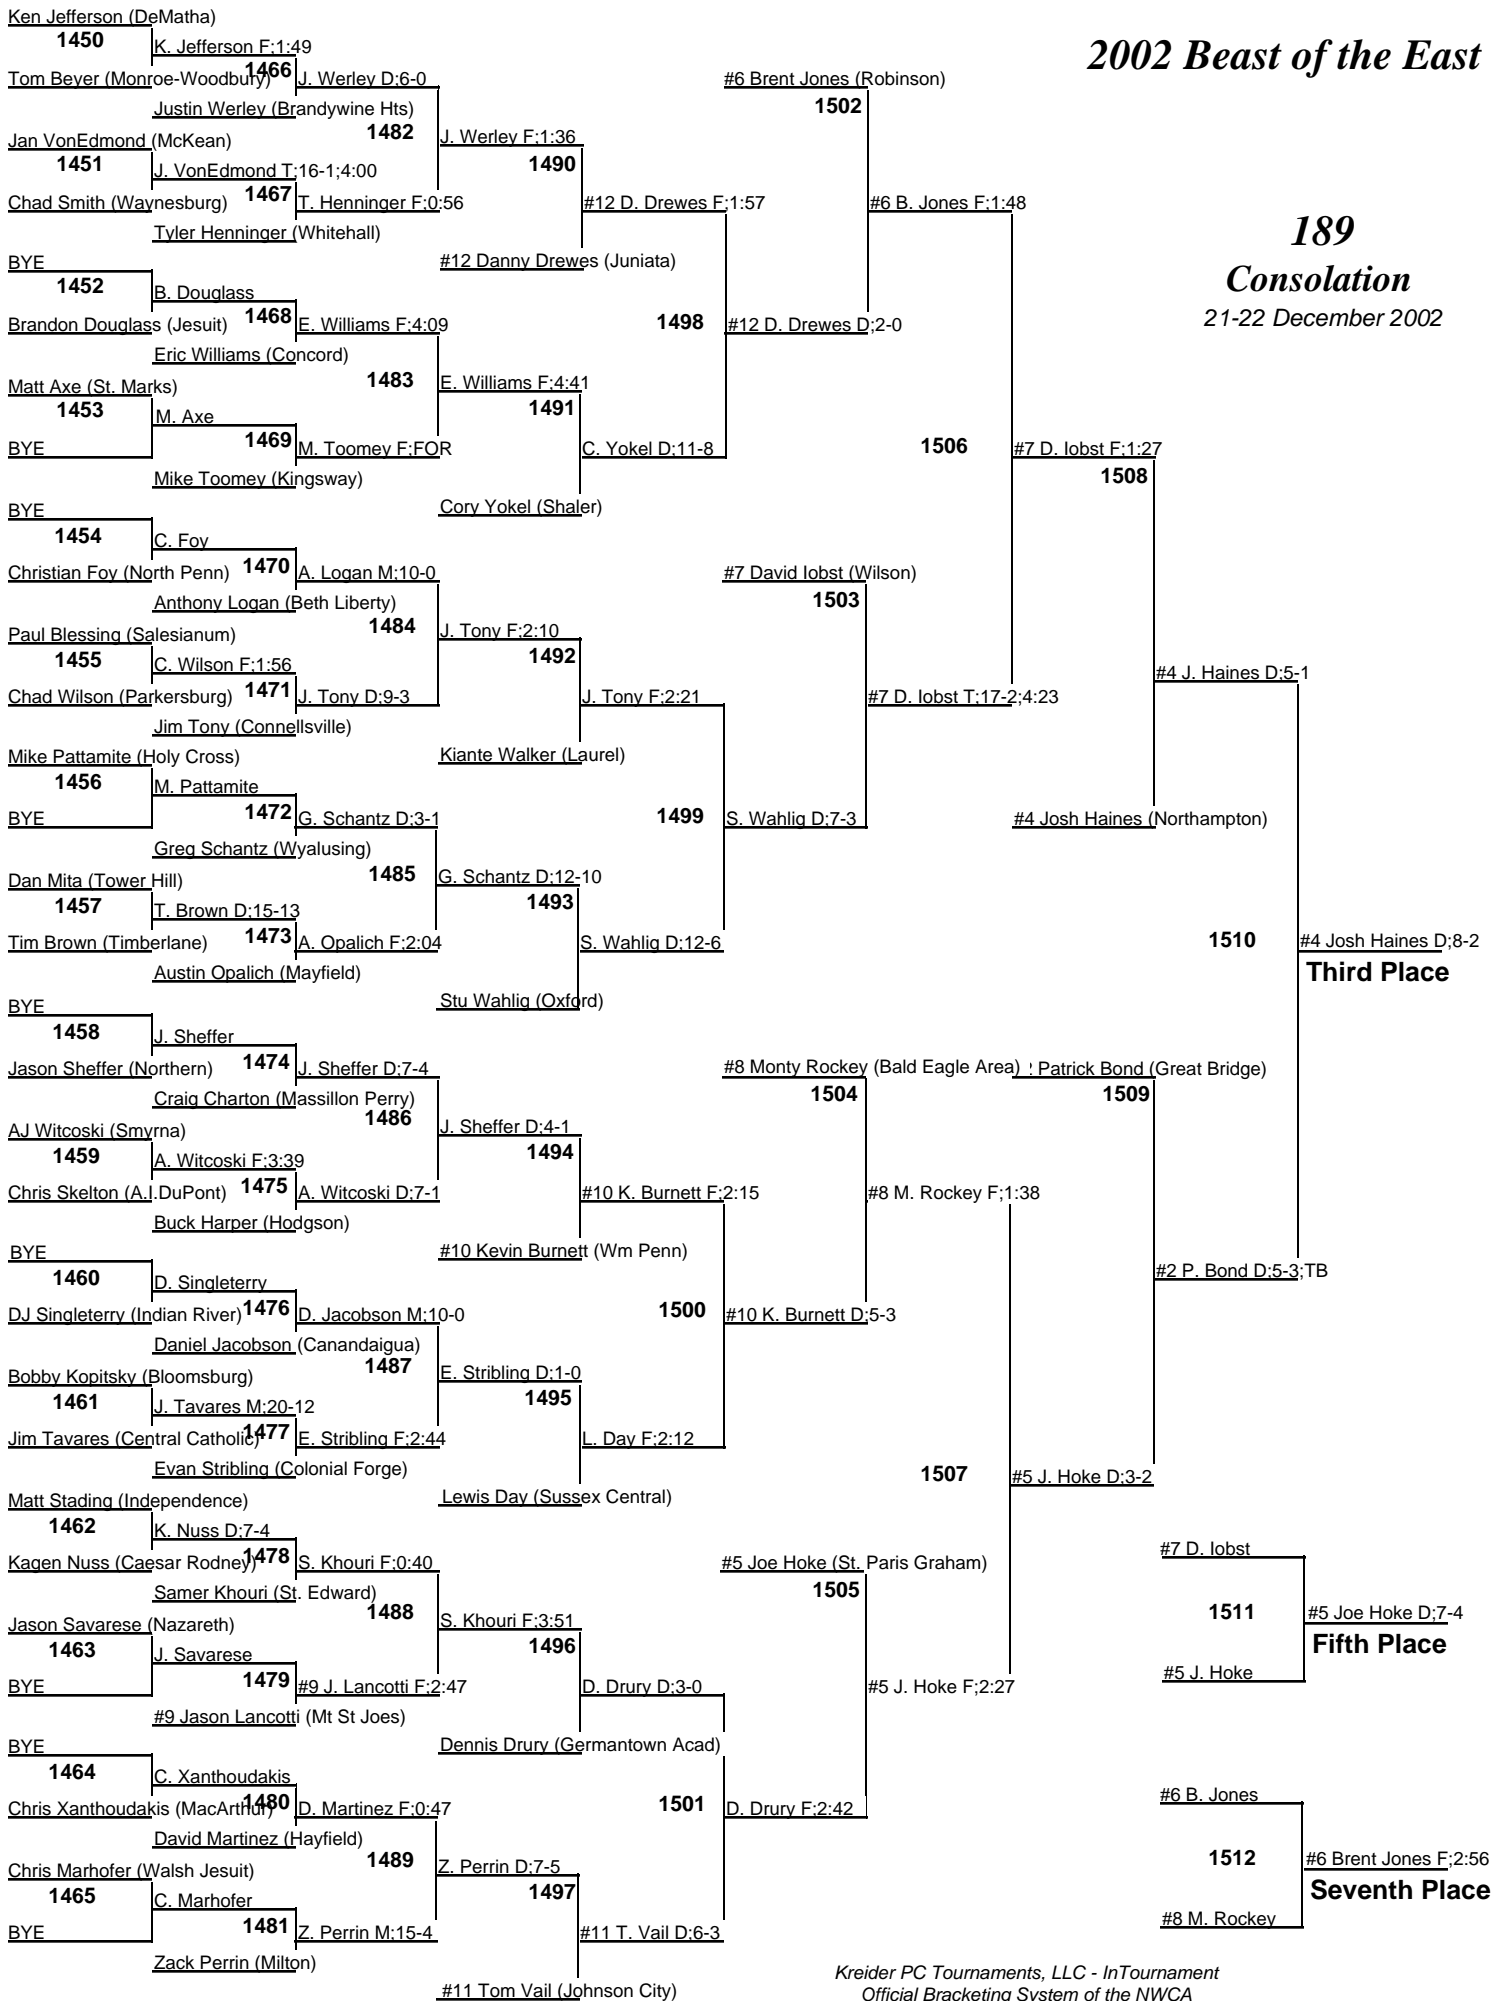 Ken Jefferson (DeMatha)
1450
K. Jefferson F;1:49
2002 Beast of the East
Tom Beyer (Monroe-Woodbury)
1466
J. Werley D;6-0
#6 Brent Jones (Robinson)
Justin Werley (Brandywine Hts)
1502
1482
Jan VonEdmond (McKean)
J. Werley F;1:36
1451
J. VonEdmond T;16-1;4:00
1490
Chad Smith (Waynesburg)
1467
T. Henninger F;0:56
#12 D. Drewes F;1:57
#6 B. Jones F;1:48
Tyler Henninger (Whitehall)
189
Consolation
21-22 December 2002
BYE
#12 Danny Drewes (Juniata)
1452
B. Douglass
Brandon Douglass (Jesuit)
1468
E. Williams F;4:09
1498
#12 D. Drewes D;2-0
Eric Williams (Concord)
1483
Matt Axe (St. Marks)
E. Williams F;4:41
1453
M. Axe
1491
BYE
1469
M. Toomey F;FOR
C. Yokel D;11-8
1506
#7 D. Iobst F;1:27
Mike Toomey (Kingsway)
1508
BYE
Cory Yokel (Shaler)
1454
C. Foy
Christian Foy (North Penn)
1470
A. Logan M;10-0
#7 David Iobst (Wilson)
Anthony Logan (Beth Liberty)
1503
1484
Paul Blessing (Salesianum)
J. Tony F;2:10
1455
C. Wilson F;1:56
1492
#4 J. Haines D;5-1
Chad Wilson (Parkersburg)
1471
J. Tony D;9-3
J. Tony F;2:21
#7 D. Iobst T;17-2;4:23
Jim Tony (Connellsville)
Mike Pattamite (Holy Cross)
Kiante Walker (Laurel)
1456
M. Pattamite
BYE
1472
G. Schantz D;3-1
1499
S. Wahlig D;7-3
#4 Josh Haines (Northampton)
Greg Schantz (Wyalusing)
1485
Dan Mita (Tower Hill)
G. Schantz D;12-10
1457
T. Brown D;15-13
1493
Tim Brown (Timberlane)
1473
A. Opalich F;2:04
S. Wahlig D;12-6
1510
#4 Josh Haines D;8-2
Third Place
Austin Opalich (Mayfield)
BYE
Stu Wahlig (Oxford)
1458
J. Sheffer
Jason Sheffer (Northern)
1474
J. Sheffer D;7-4
#8 Monty Rockey (Bald Eagle Area)
Patrick Bond (Great Bridge)
Craig Charton (Massillon Perry)
1504
1509
1486
AJ Witcoski (Smyrna)
J. Sheffer D;4-1
1459
A. Witcoski F;3:39
1494
Chris Skelton (A.I.DuPont)
1475
A. Witcoski D;7-1
#10 K. Burnett F;2:15
#8 M. Rockey F;1:38
Buck Harper (Hodgson)
BYE
#10 Kevin Burnett (Wm Penn)
1460
D. Singleterry
#2 P. Bond D;5-3;TB
DJ Singleterry (Indian River)
1476
D. Jacobson M;10-0
1500
#10 K. Burnett D;5-3
Daniel Jacobson (Canandaigua)
1487
Bobby Kopitsky (Bloomsburg)
E. Stribling D;1-0
1461
J. Tavares M;20-12
1495
Jim Tavares (Central Catholic)
1477
E. Stribling F;2:44
L. Day F;2:12
Evan Stribling (Colonial Forge)
1507
#5 J. Hoke D;3-2
Matt Stading (Independence)
Lewis Day (Sussex Central)
1462
K. Nuss D;7-4
Kagen Nuss (Caesar Rodney)
1478
S. Khouri F;0:40
#5 Joe Hoke (St. Paris Graham)
#7 D. Iobst
Samer Khouri (St. Edward)
1505
1488
1511
#5 Joe Hoke D;7-4
Fifth Place
Jason Savarese (Nazareth)
S. Khouri F;3:51
1463
J. Savarese
1496
BYE
1479
#9 J. Lancotti F;2:47
D. Drury D;3-0
#5 J. Hoke F;2:27
#5 J. Hoke
#9 Jason Lancotti (Mt St Joes)
BYE
Dennis Drury (Germantown Acad)
1464
C. Xanthoudakis
#6 B. Jones
Chris Xanthoudakis (MacArthur)
1480
D. Martinez F;0:47
1501
D. Drury F;2:42
David Martinez (Hayfield)
1489
1512
#6 Brent Jones F;2:56
Seventh Place
Chris Marhofer (Walsh Jesuit)
Z. Perrin D;7-5
1465
C. Marhofer
1497
BYE
1481
Z. Perrin M;15-4
#11 T. Vail D;6-3
#8 M. Rockey
Zack Perrin (Milton)
#11 Tom Vail (Johnson City)
Kreider PC Tournaments, LLC - InTournament
Official Bracketing System of the NWCA